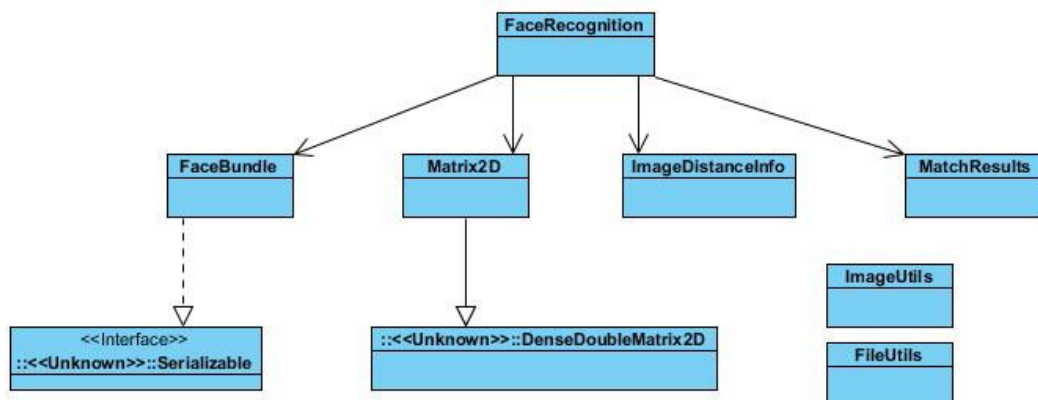 FaceRecognition
FaceBundle
Matrix2D
ImageDistanceInfo
MatchResults
ImageUtils
<<Interface>>
::<<Unknown>>::Serializable
::<<Unknown>>::DenseDoubleMatrix2D
FileUtils